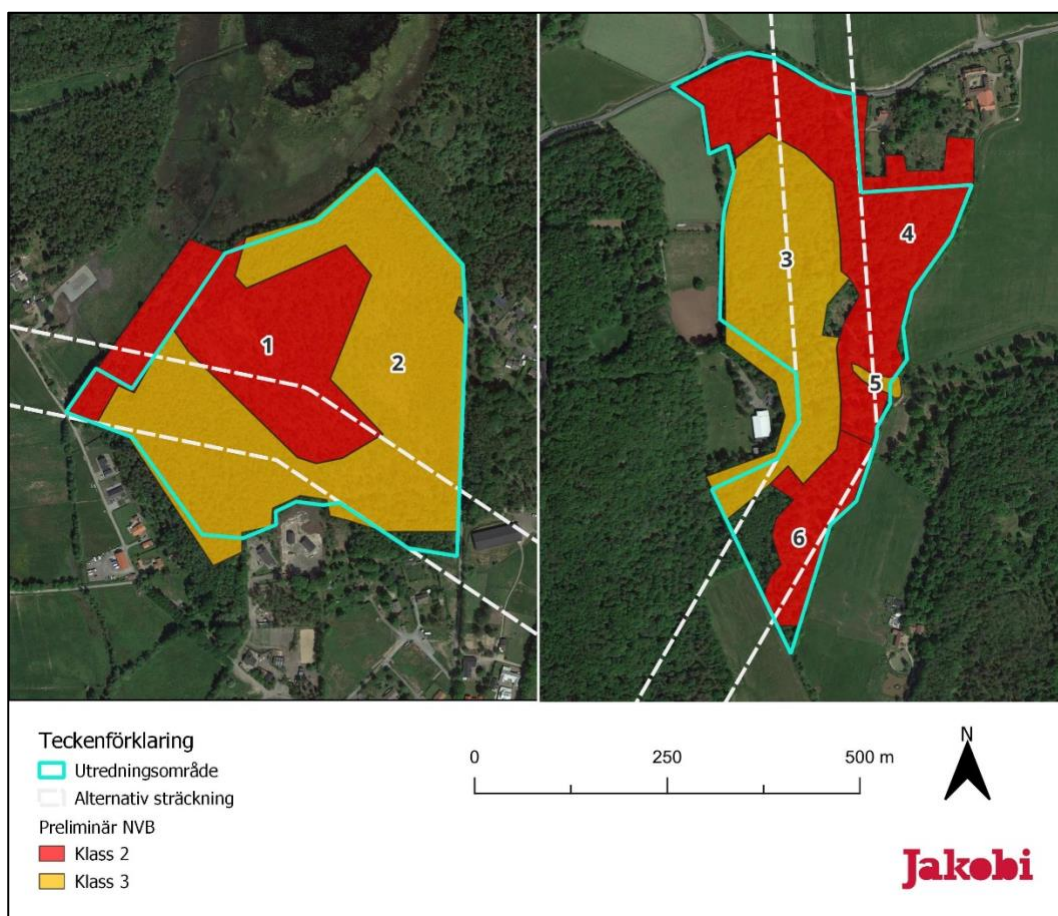 1
2
3
4
5
6
Teckenförklaring
Utredningsområde
Alternativ sträckning
Preliminär NVB
Klass 2
Klass 3
0 250 500 m
N
Jakobi